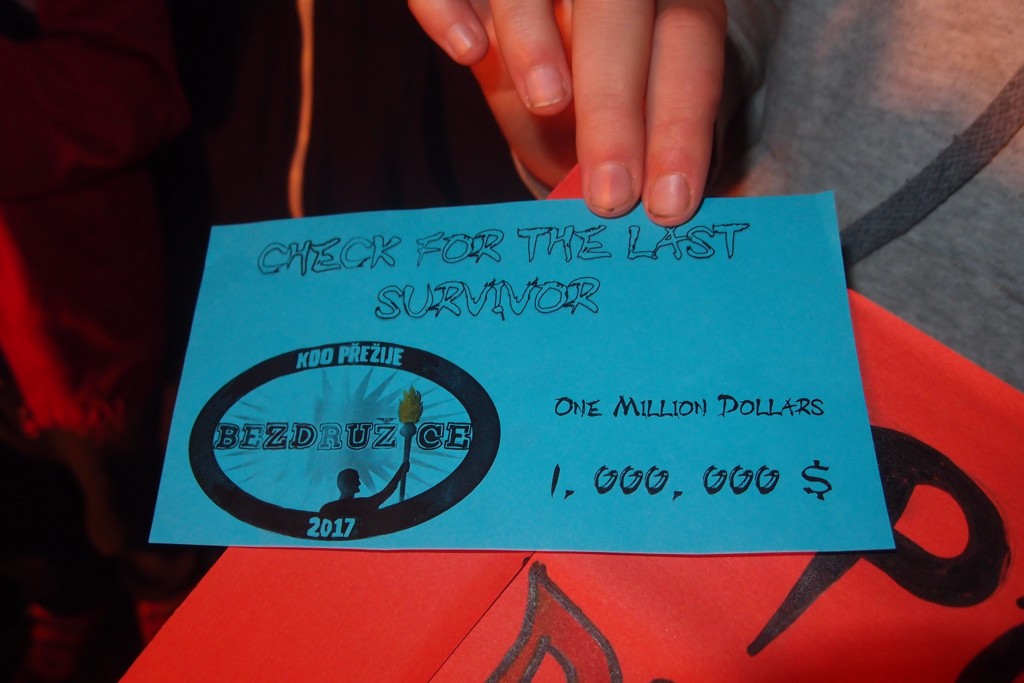 CHECK FOR THE LAST
SURVIVOR
KDO PŘEŽIJE
BEZDRUŽICE
2017
ONE MILLION DOLLARS
1, 000, 000 $